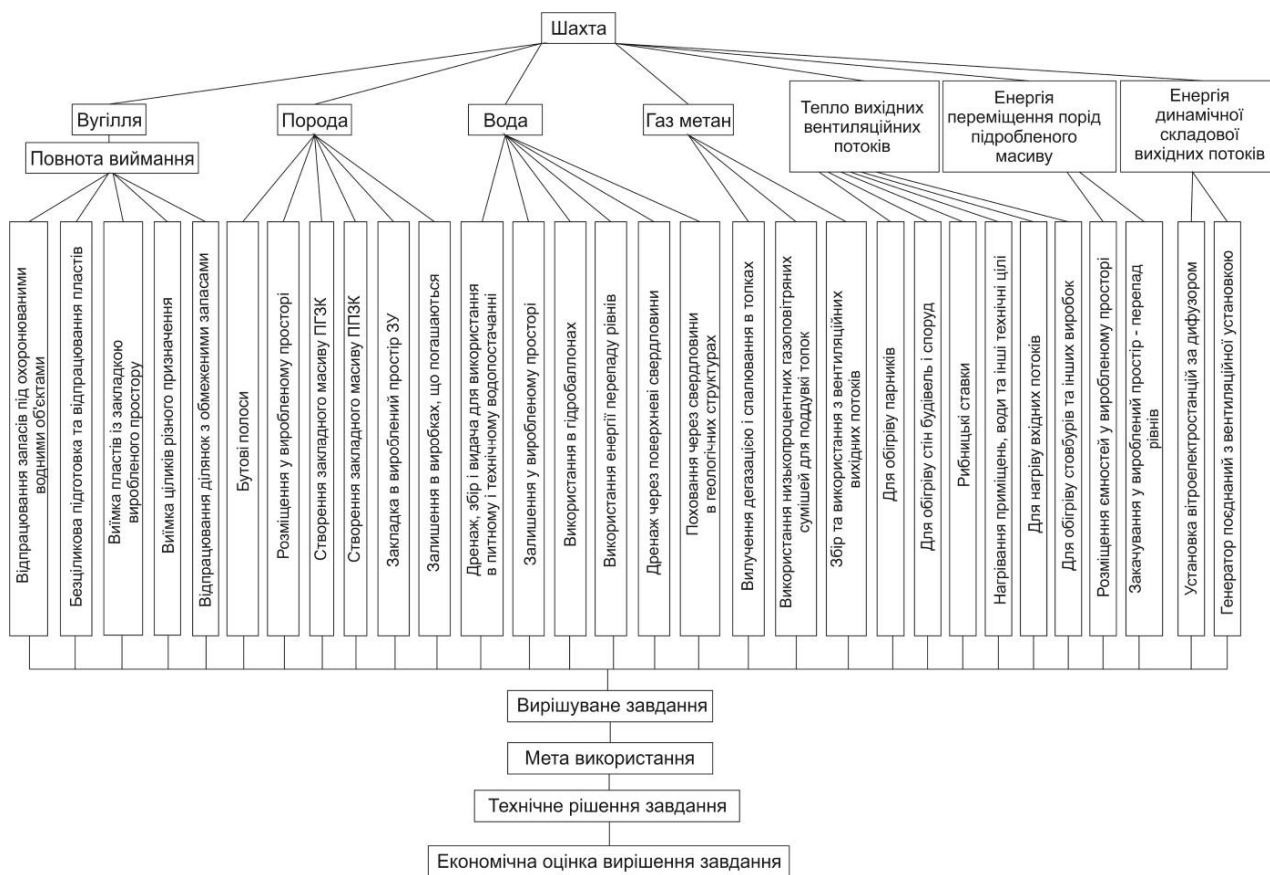 Шахта
Вугілля
Порода
Вода
Газ метан
Тепло вихідних
вентиляційних
потоків
Енергія
переміщення порід
підробленого
масиву
Енергія
динамічної
складової
вихідних потоків
Повнота виймання
Відпрацювання запасів під охоронюваними
водними об'єктами
Безціликова підготовка та відпрацювання пластів
Виїмка пластів із закладкою
виробленого простору
Виїмка ціликів різного призначення
Відпрацювання ділянок з обмеженими запасами
Бутові полоси
Розміщення у виробленому просторі
Створення закладного масиву ПГЗК
Створення закладного масиву ППЗК
Закладка в вироблений простір ЗУ
Залишення в виробках, що погашаються
Дренаж, збір і видача для використання
в питному і технічному водопостачанні
Залишення у виробленому просторі
Використання в гідробаллонах
Використання енергії перепаду рівнів
Дренаж через поверхневі свердловини
Поховання через свердловини
в геологічних структурах
Вилучення дегазацією і спалювання в топках
Використання низькопроцентних газоповітряних
сумішей для поддувкі топок
Збір та використання з вентиляційних
вихідних потоків
Для обігріву парників
Для обігріву стін будівель і споруд
Рибницькі ставки
Нагрівання приміщень, води та інші технічні цілі
Для нагріву вхідних потоків
Для обігріву стовбурів та інших виробок
Розміщення ємностей у виробленому просторі
Закачування у вироблений простір - перепад
рівнів
Установка вітроелектростанцій за дифузором
Генератор поєднаний з вентиляційної установкою
Вирішуване завдання
Мета використання
Технічне рішення завдання
Економічна оцінка вирішення завдання